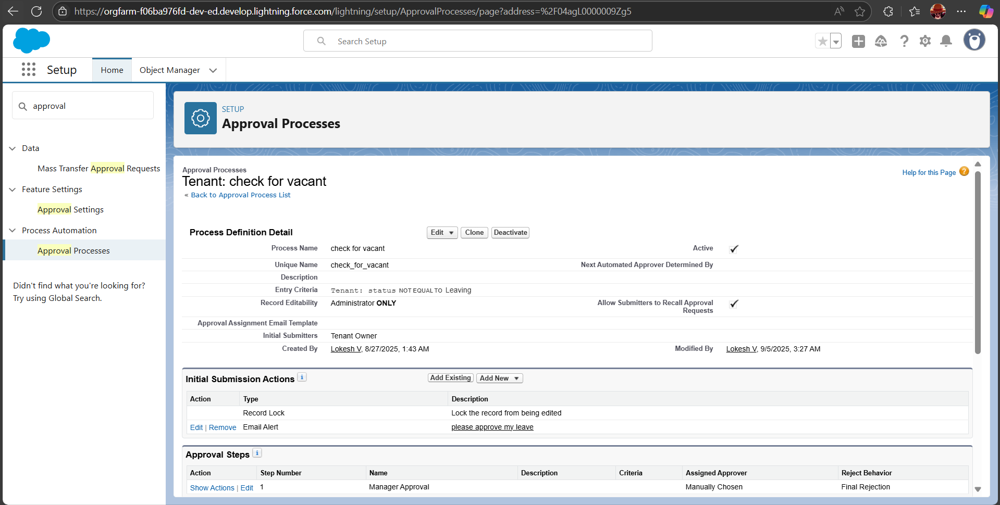 https://orgfarm-f06ba976fd-dev-ed.develop.lightning.force.com/lightning/setup/ApprovalProcesses/page?address=%2F04agL0000009Zg5
Search Setup
Setup
Home
Object Manager
approval
Data
Mass Transfer Approval Requests
Feature Settings
Approval Settings
Process Automation
Approval Processes
Didn't find what you're looking for?
Try using Global Search.
SETUP
Approval Processes
Approval Processes
Tenant: check for vacant
« Back to Approval Process List
Help for this Page ?
Process Definition Detail
Edit Clone Deactivate
Process Name check for vacant Active
Unique Name check_for_vacant Next Automated Approver Determined By
Description
Entry Criteria Tenant: status NOT EQUAL TO Leaving
Record Editability Administrator ONLY Allow Submitters to Recall Approval
Requests
Approval Assignment Email Template
Initial Submitters Tenant Owner
Created By Lokesh V, 8/27/2025, 1:43 AM Modified By Lokesh V, 9/5/2025, 3:27 AM
Initial Submission Actions i Add Existing Add New
Action Type Description
Record Lock Lock the record from being edited
Edit | Remove Email Alert please approve my leave
Approval Steps i
Action Step Number Name Description Criteria Assigned Approver Reject Behavior
Show Actions | Edit 1 Manager Approval Manually Chosen Final Rejection